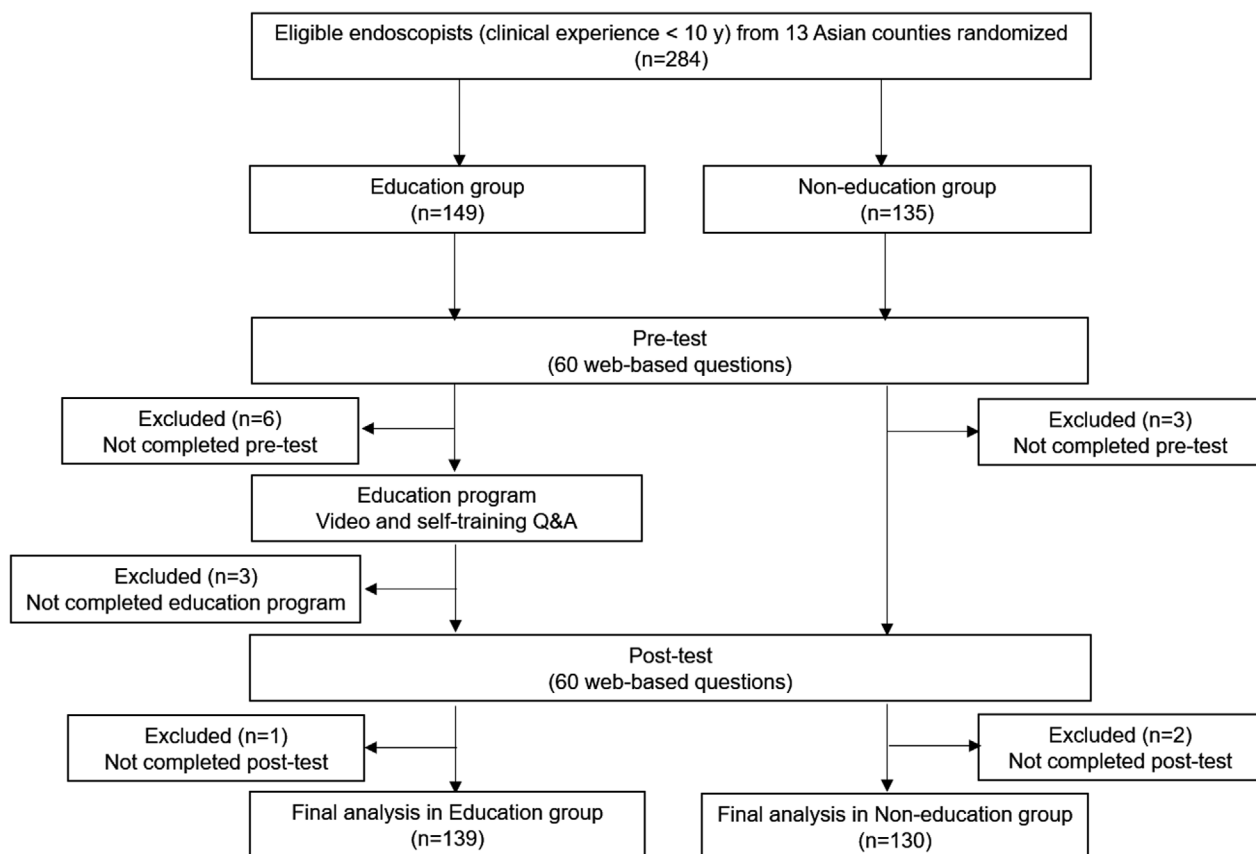 Eligible endoscopists (clinical experience < 10 y) from 13 Asian counties randomized
(n=284)
Education group
(n=149)
Non-education group
(n=135)
Pre-test
(60 web-based questions)
Excluded (n=6)
Not completed pre-test
Excluded (n=3)
Not completed pre-test
Education program
Video and self-training Q&A
Excluded (n=3)
Not completed education program
Post-test
(60 web-based questions)
Excluded (n=1)
Not completed post-test
Excluded (n=2)
Not completed post-test
Final analysis in Education group
(n=139)
Final analysis in Non-education group
(n=130)